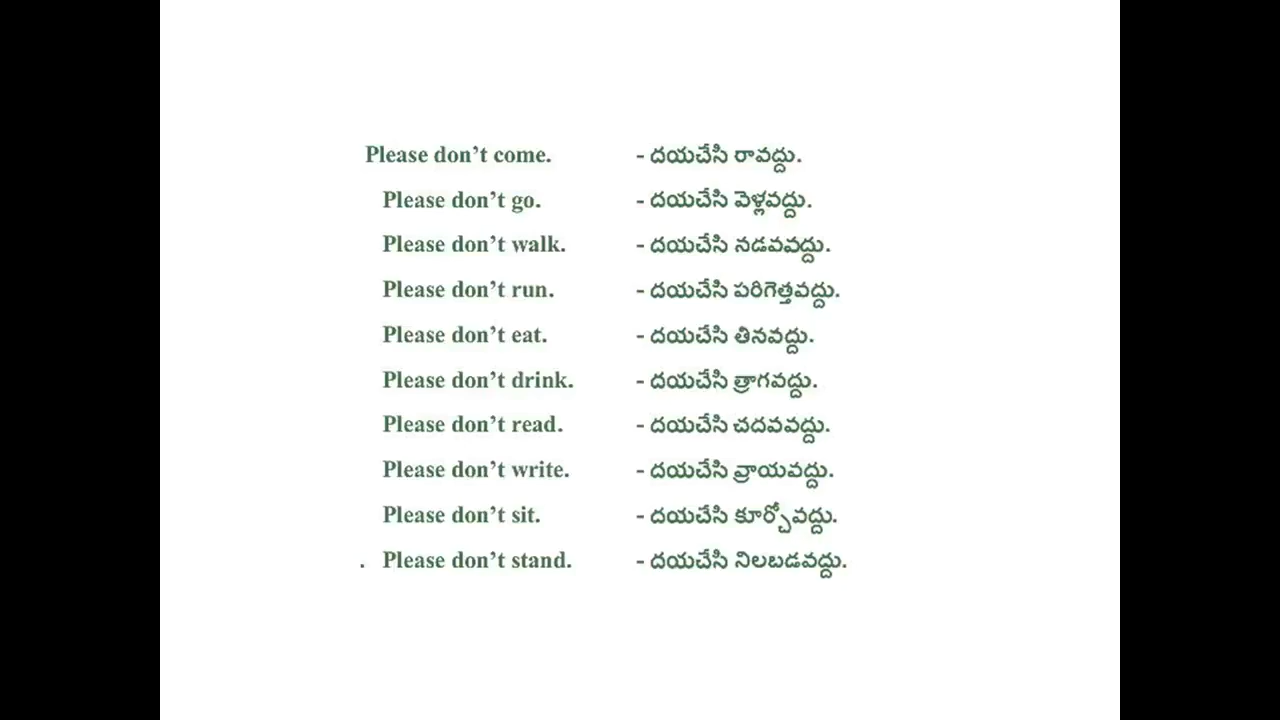 Please don’t come. - దయచేసి రావద్దు.
Please don’t go. - దయచేసి వెళ్లవద్దు.
Please don’t walk. - దయచేసి నడవవద్దు.
Please don’t run. - దయచేసి పరిగెత్తవద్దు.
Please don’t eat. - దయచేసి తినవద్దు.
Please don’t drink. - దయచేసి త్రాగవద్దు.
Please don’t read. - దయచేసి చదవవద్దు.
Please don’t write. - దయచేసి వ్రాయవద్దు.
Please don’t sit. - దయచేసి కూర్చోవద్దు.
. Please don’t stand. - దయచేసి నిలబడవద్దు.